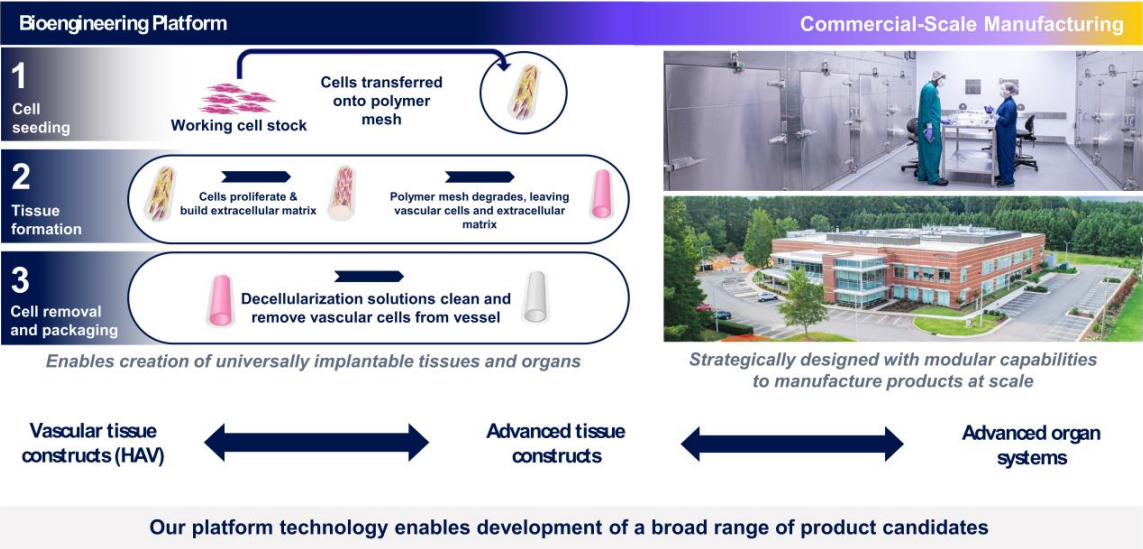 Bioengineering Platform
Commercial-Scale Manufacturing
1
Cell
seeding
Working cell stock
Cells transferred
onto polymer
mesh
2
Tissue
formation
Cells proliferate &
build extracellular matrix
Polymer mesh degrades, leaving
vascular cells and extracellular
matrix
3
Cell removal
and packaging
Decellularization solutions clean and
remove vascular cells from vessel
Enables creation of universally implantable tissues and organs
Strategically designed with modular capabilities
to manufacture products at scale
Vascular tissue
constructs (HAV)
Advanced tissue
constructs
Advanced organ
systems
Our platform technology enables development of a broad range of product candidates